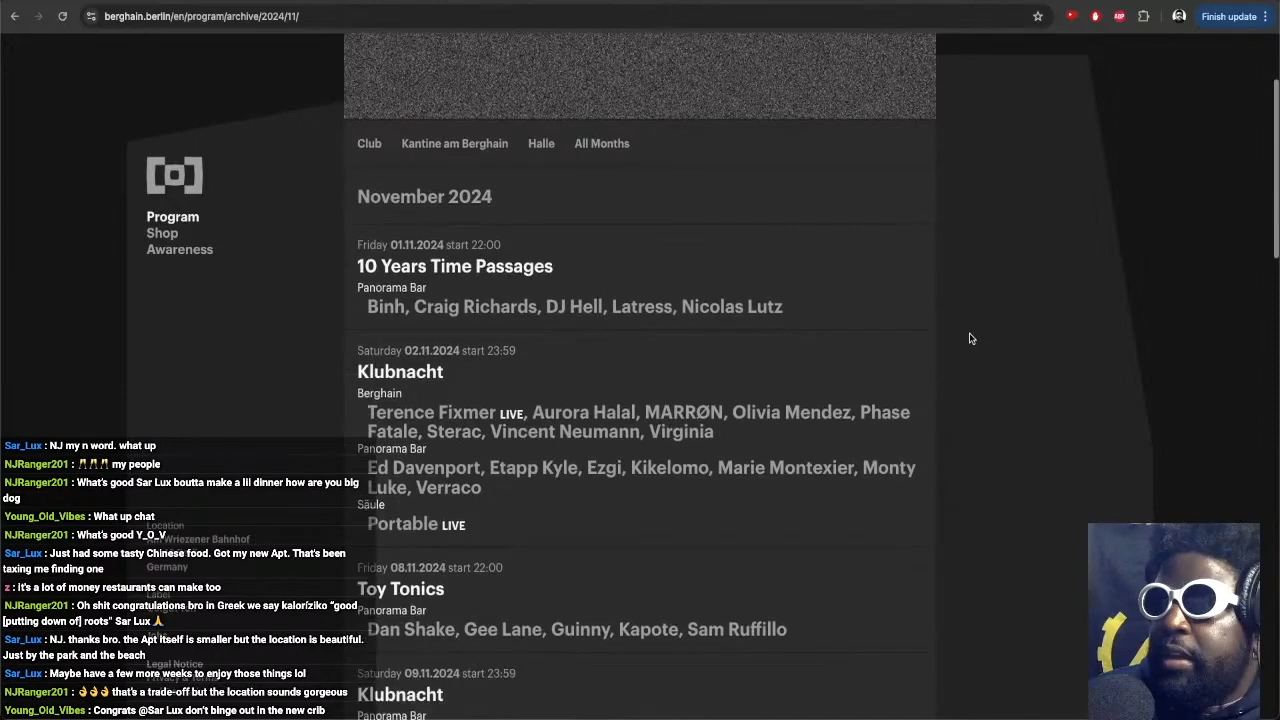 berghain.berlin/en/program/archive/2024/11/
Finish update
ABP
Club Kantine am Berghain Halle All Months
November 2024
Program
Shop
Awareness
Friday 01.11.2024 start 22:00
10 Years Time Passages
Panorama Bar
Binh, Craig Richards, DJ Hell, Latress, Nicolas Lutz
Saturday 02.11.2024 start 23:59
Klubnacht
Berghain
Terence Fixmer LIVE, Aurora Halal, MARRØN, Olivia Mendez, Phase
Fatale, Sterac, Vincent Neumann, Virginia
Panorama Bar
Ed Davenport, Etapp Kyle, Ezgi, Kikelomo, Marie Montexier, Monty
Luke, Verraco
Säule
Portable LIVE
Friday 08.11.2024 start 22:00
Toy Tonics
Panorama Bar
Dan Shake, Gee Lane, Guinny, Kapote, Sam Ruffillo
Saturday 09.11.2024 start 23:59
Klubnacht
Panorama Bar
Sar_Lux : NJ my n word. what up
NJRanger201 : 🥂🥂🥂 my people
NJRanger201 : What's good Sar Lux boutta make a lil dinner how are you big
dog
Young_Old_Vibes : What up chat
Location
NJRanger201 : What's good Y_O_V
Am Wriezener Bahnhof
Sar_Lux : Just had some tasty Chinese food. Got my new Apt. That's been
taxing me finding one
Germany
z : it's a lot of money restaurants can make too
Label
NJRanger201 : Oh shit congratulations bro in Greek we say kaloríziko "good
[putting down of] roots" Sar Lux 🙏
Sar_Lux : NJ. thanks bro. the Apt itself is smaller but the location is beautiful.
Just by the park and the beach
Legal Notice
Sar_Lux : Maybe have a few more weeks to enjoy those things lol
NJRanger201 : 👌👌👌 that's a trade-off but the location sounds gorgeous
Young_Old_Vibes : Congrats @Sar Lux don't binge out in the new crib